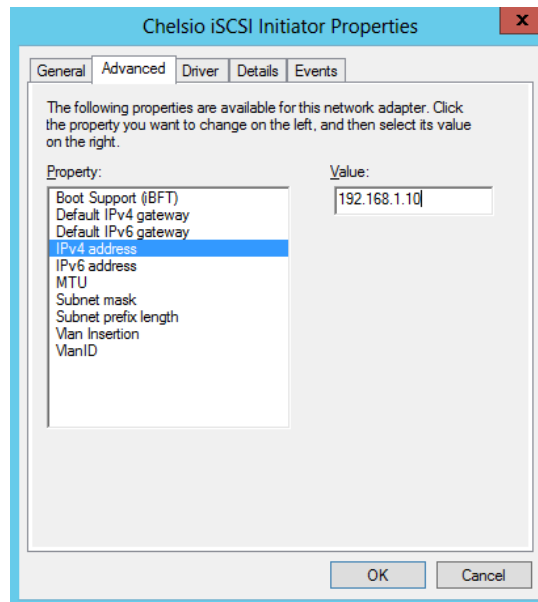 Chelsio iSCSI Initiator Properties
x
General Advanced Driver Details Events
The following properties are available for this network adapter. Click
the property you want to change on the left, and then select its value
on the right.
Property:
Value:
Boot Support (iBFT)
192.168.1.10
Default IPv4 gateway
Default IPv6 gateway
IPv4 address
IPv6 address
MTU
Subnet mask
Subnet prefix length
Vlan Insertion
VlanID
OK
Cancel